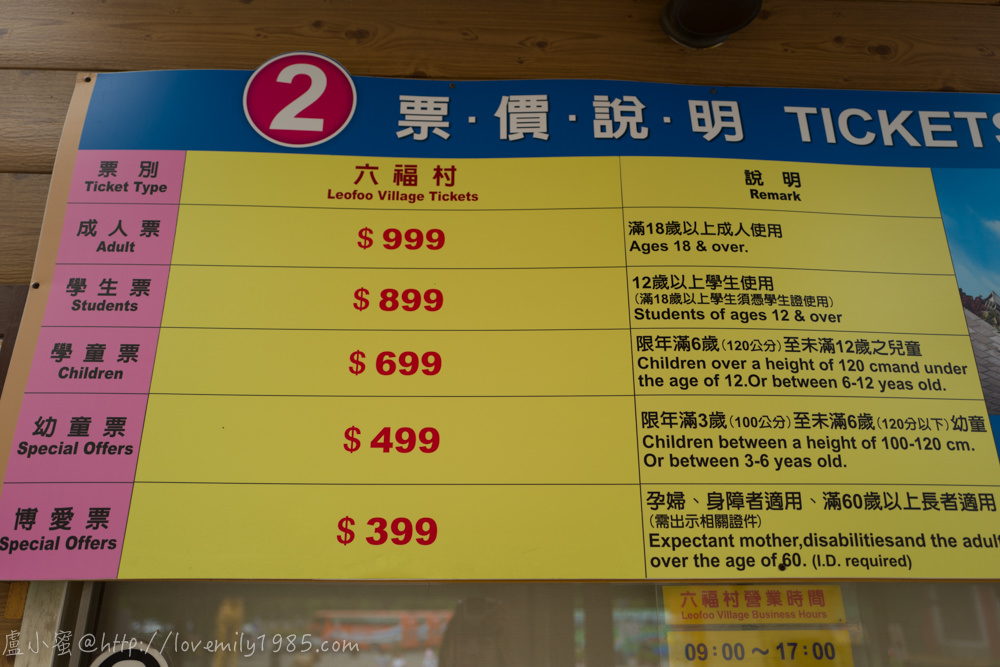 2 票・價・說・明 TICKETS
票別
Ticket Type
六福村
Leofoo Village Tickets
說明
Remark
成人票
Adult
$ 999
滿18歲以上成人使用
Ages 18 & over.
學生票
Students
$ 899
12歲以上學生使用
(滿18歲以上學生須憑學生證使用)
Students of ages 12 & over
學童票
Children
$ 699
限年滿6歲(120公分)至未滿12歲之兒童
Children over a height of 120 cmand under
the age of 12.Or between 6-12 yeas old.
幼童票
Special Offers
$ 499
限年滿3歲(100公分)至未滿6歲(120分以下)幼童
Children between a height of 100-120 cm.
Or between 3-6 yeas old.
博愛票
Special Offers
$ 399
孕婦、身障者適用、滿60歲以上長者適用
(需出示相關證件)
Expectant mother,disabilitiesand the adul
over the age of 60. (I.D. required)
六福村營業時間
Leofoo Village Business Hours
09:00～17:00
盧小蜜@http://lovemily1985.com/